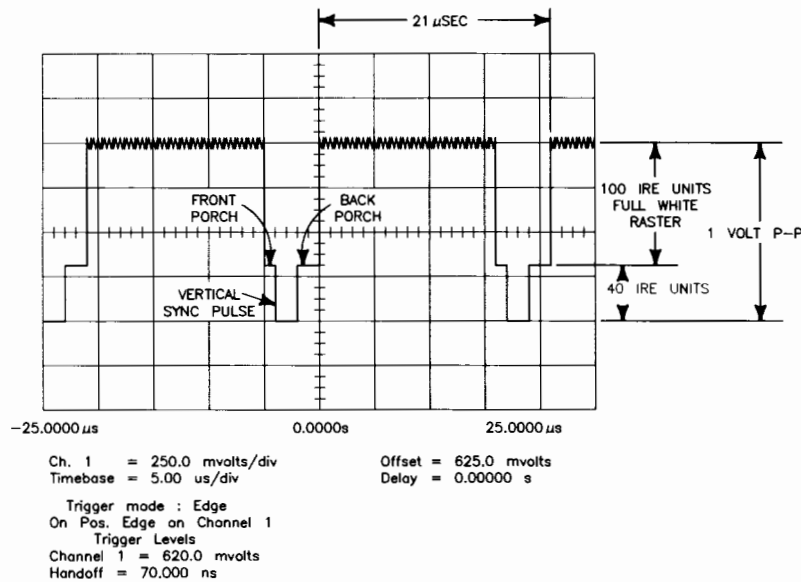 21 µSEC
FRONT
PORCH
BACK
PORCH
VERTICAL
SYNC PULSE
100 IRE UNITS
FULL WHITE
RASTER
1 VOLT P-P
40 IRE UNITS
-25.0000 µs
0.0000s
25.0000 µs
Ch. 1 = 250.0 mvolts/div
Offset = 625.0 mvolts
Timebase = 5.00 us/div
Delay = 0.00000 s
Trigger mode : Edge
On Pos. Edge on Channel 1
Trigger Levels
Channel 1 = 620.0 mvolts
Handoff = 70.000 ns